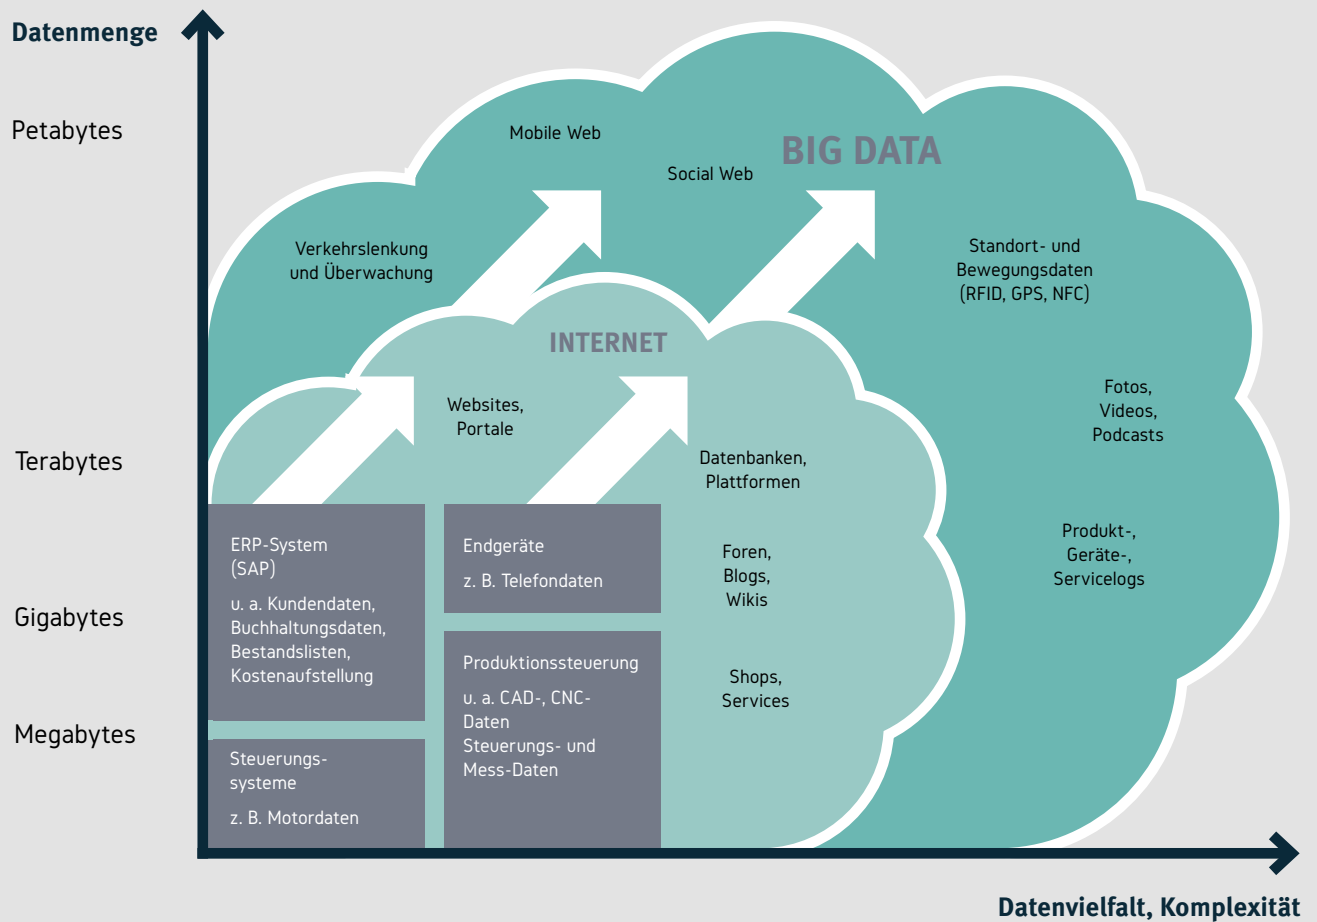 Datenmenge
Petabytes
Terabytes
Gigabytes
Megabytes
BIG DATA
Mobile Web
Social Web
Verkehrslenkung
und Überwachung
Standort- und
Bewegungsdaten
(RFID, GPS, NFC)
Fotos,
Videos,
Podcasts
Produkt-,
Geräte-,
Servicelogs
INTERNET
Websites,
Portale
Datenbanken,
Plattformen
Foren,
Blogs,
Wikis
Shops,
Services
ERP-System
(SAP)
u. a. Kundendaten,
Buchhaltungsdaten,
Bestandslisten,
Kostenaufstellung
Steuerungs-
systeme
z. B. Motordaten
Endgeräte
z. B. Telefondaten
Produktionssteuerung
u. a. CAD-, CNC-
Daten
Steuerungs- und
Mess-Daten
Datenvielfalt, Komplexität